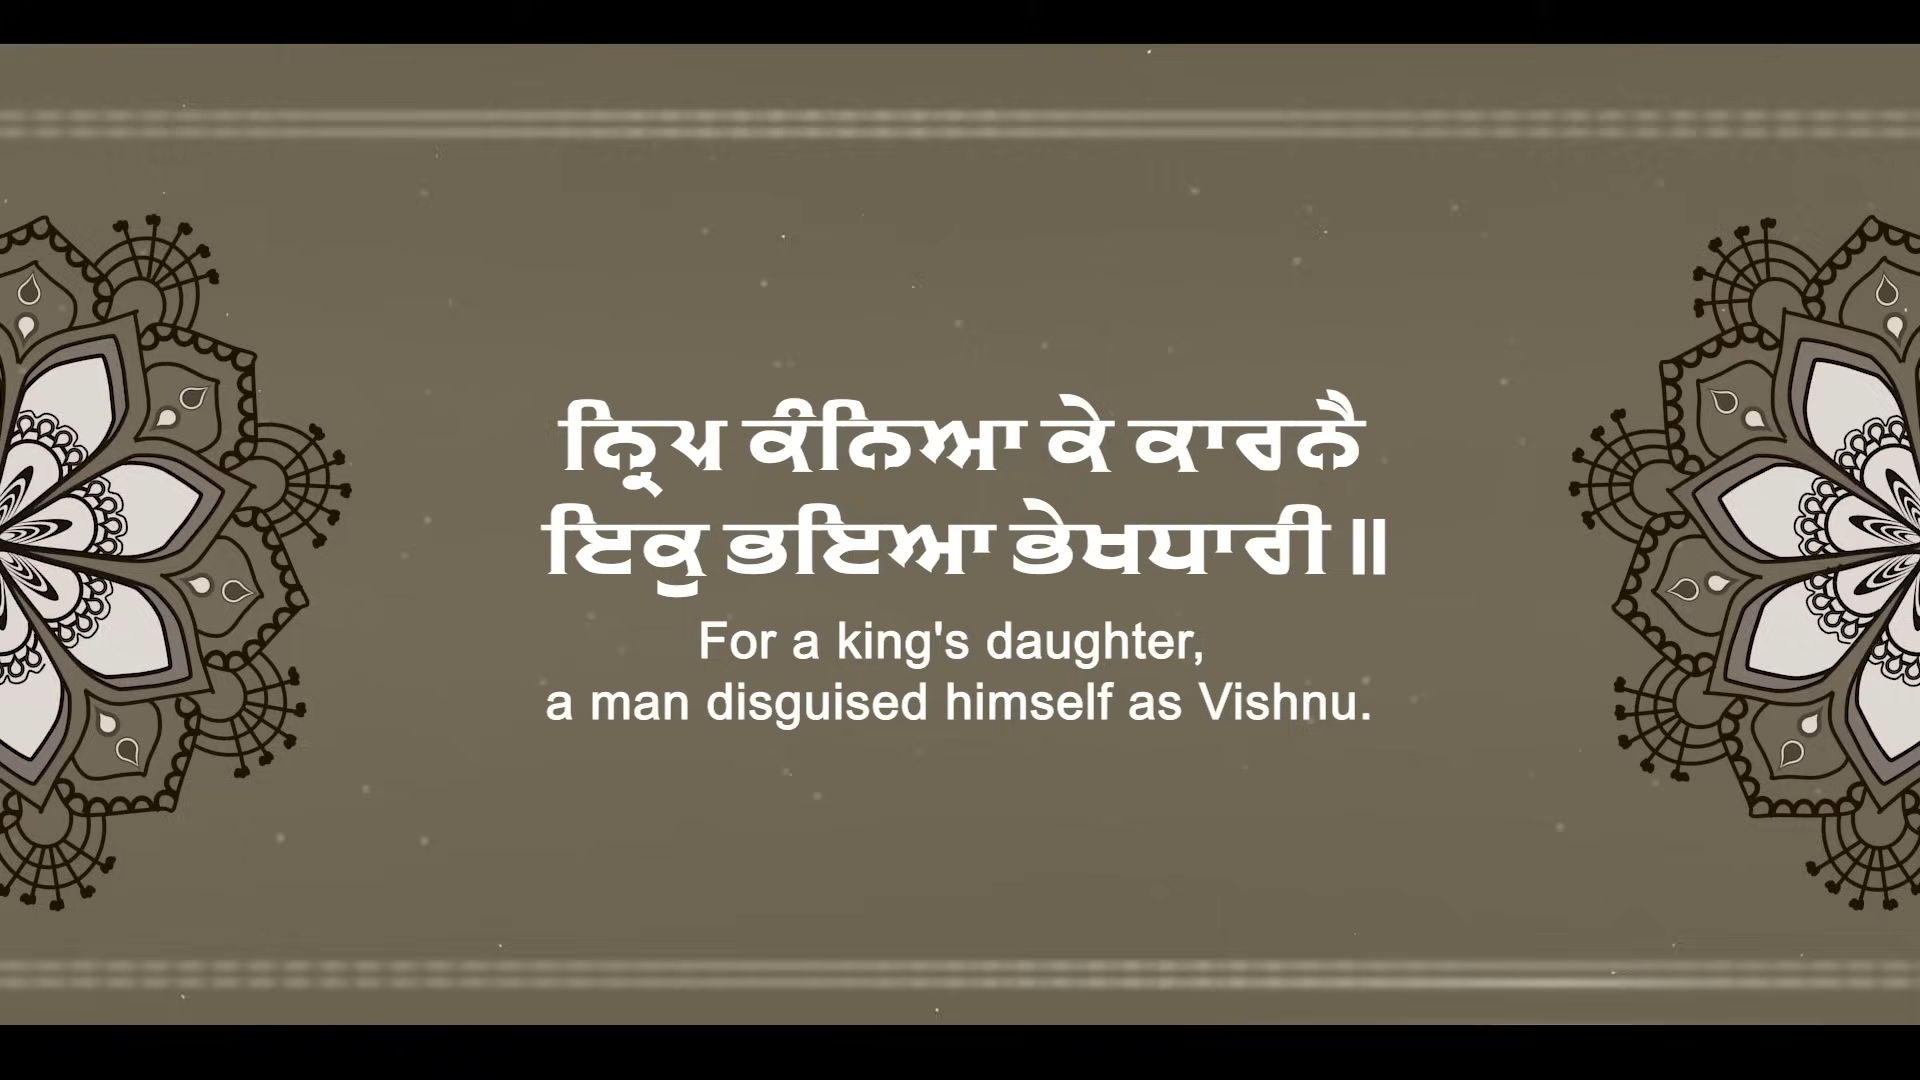 ਨ੍ਰਿਪ ਕੰਨਿਆ ਕੇ ਕਾਰਨੈ
ਇਕੁ ਭਇਆ ਭੇਖਧਾਰੀ ॥
For a king's daughter,
a man disguised himself as Vishnu.